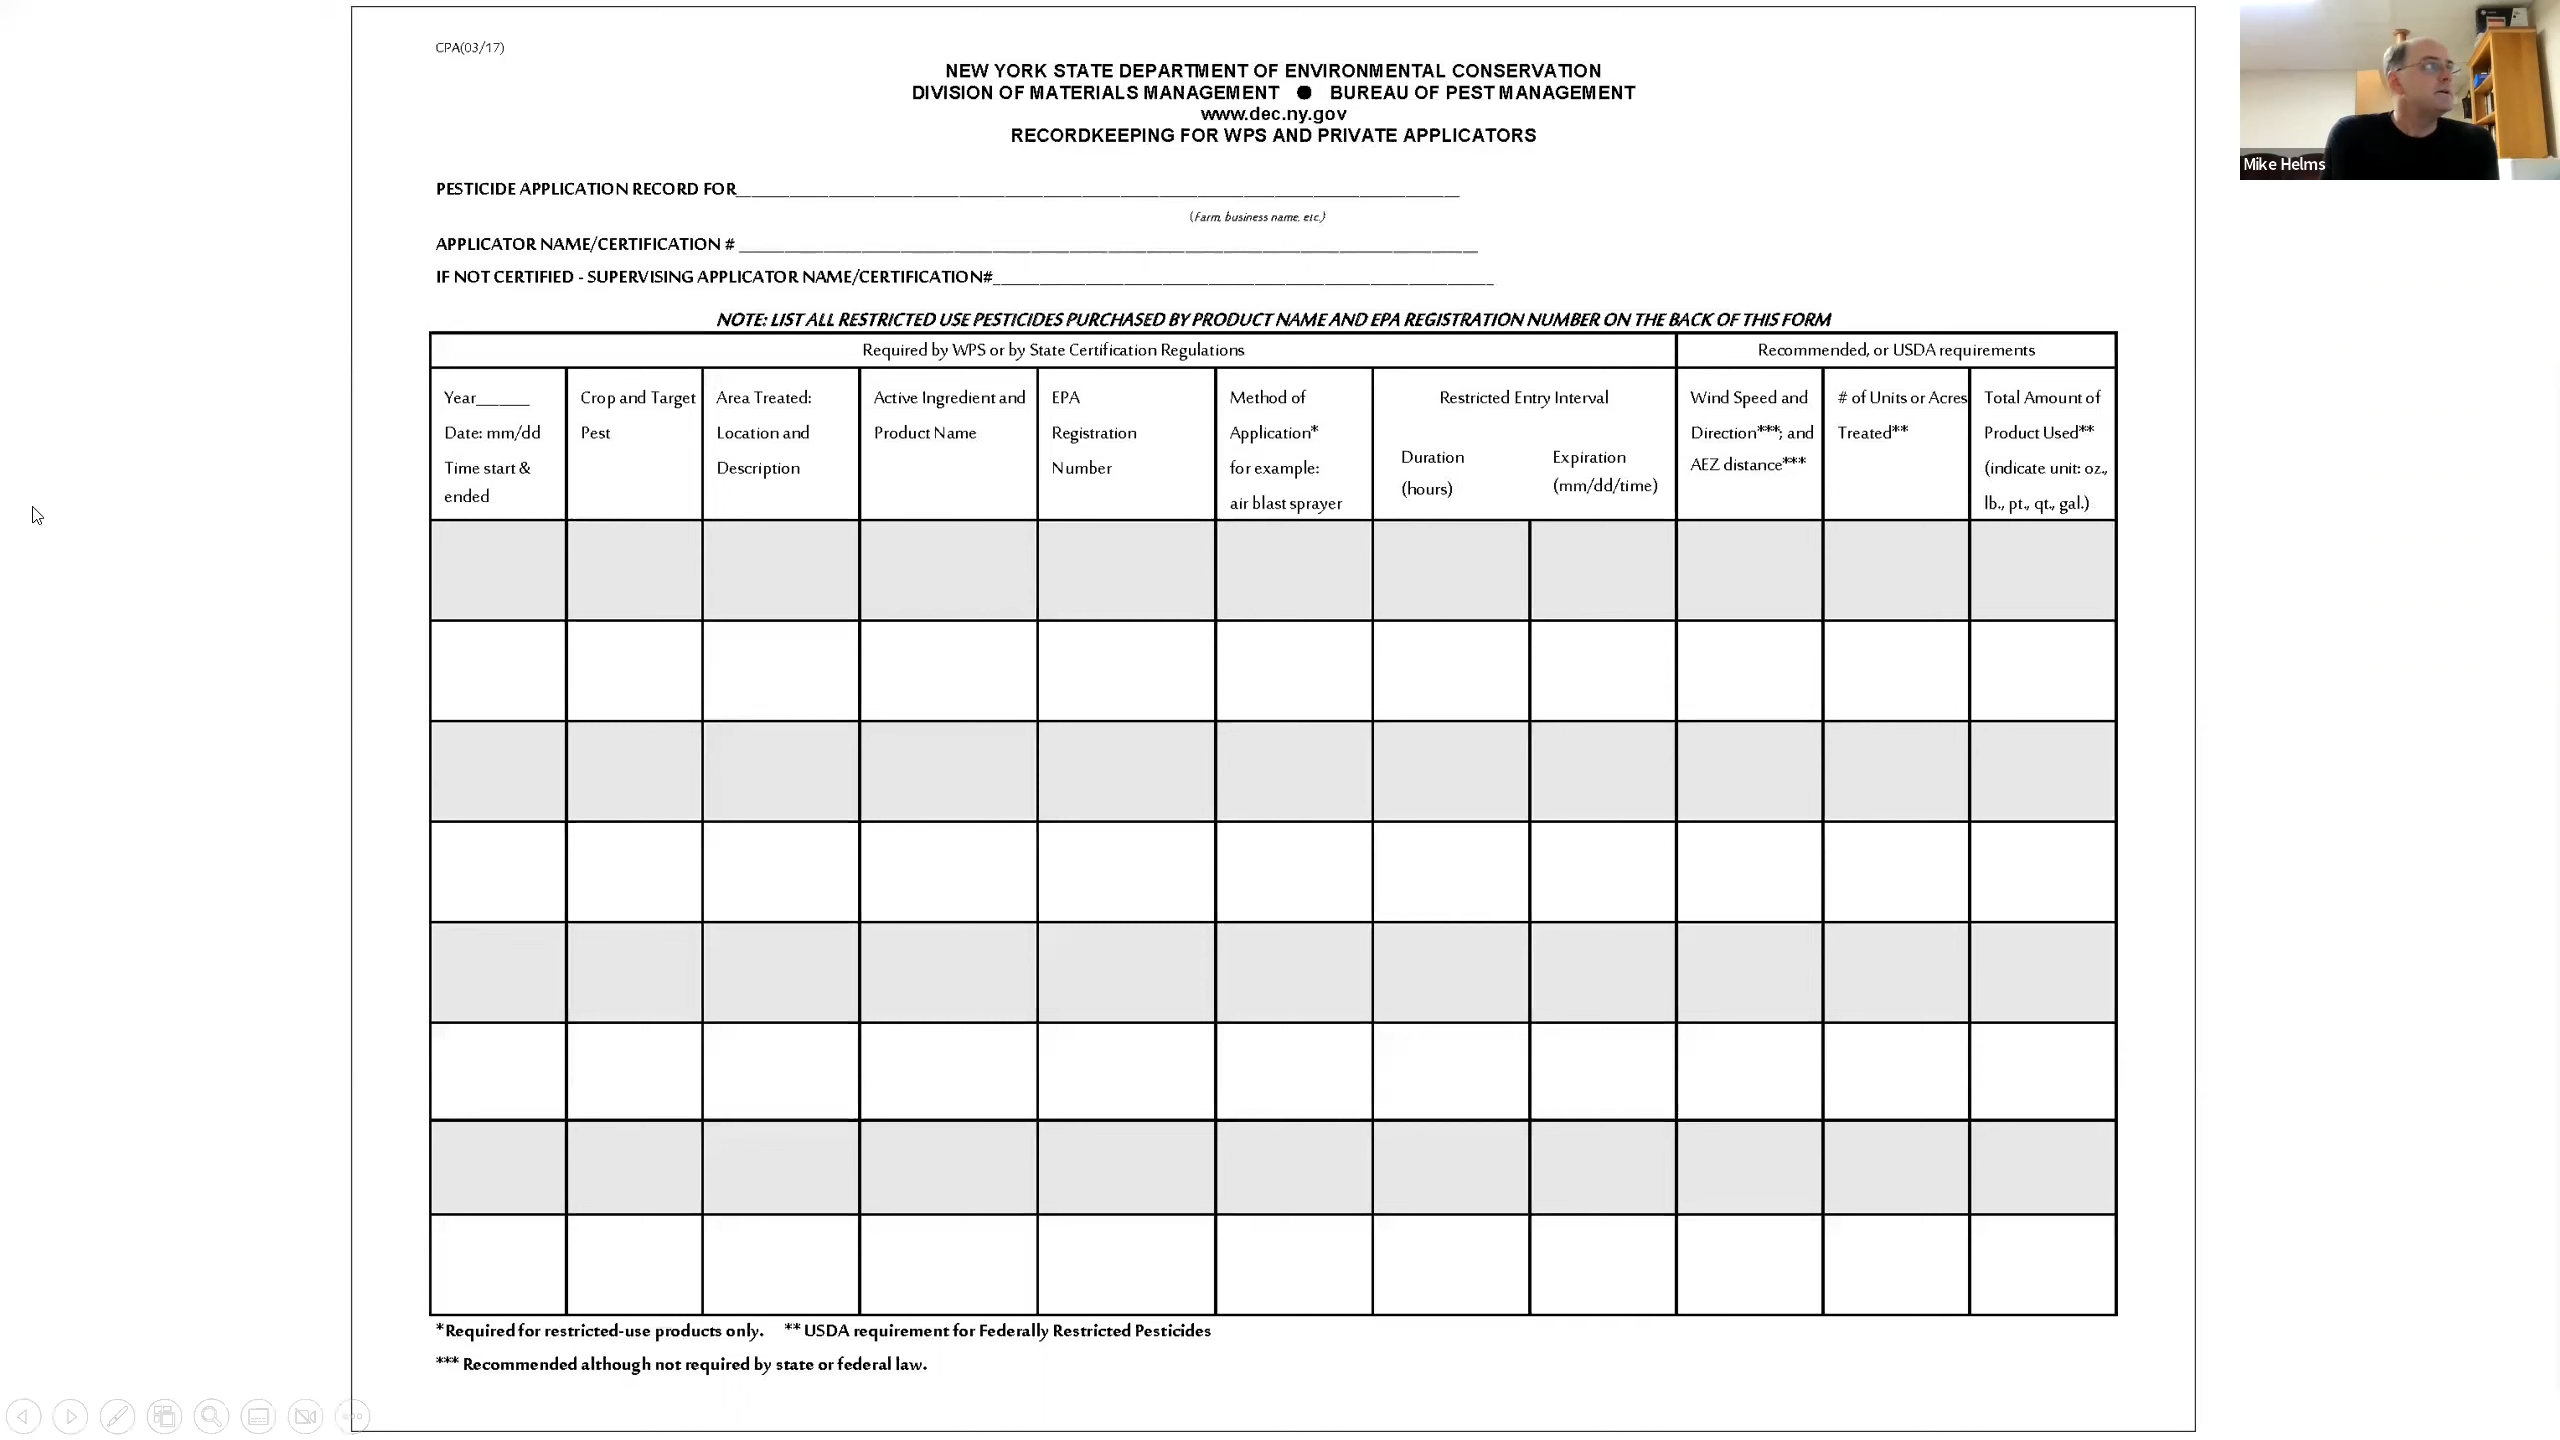 CPA(03/17)
NEW YORK STATE DEPARTMENT OF ENVIRONMENTAL CONSERVATION
DIVISION OF MATERIALS MANAGEMENT ● BUREAU OF PEST MANAGEMENT
www.dec.ny.gov
RECORDKEEPING FOR WPS AND PRIVATE APPLICATORS
Mike Helms
PESTICIDE APPLICATION RECORD FOR
(Farm, business name, etc.)
APPLICATOR NAME/CERTIFICATION #
IF NOT CERTIFIED - SUPERVISING APPLICATOR NAME/CERTIFICATION#
NOTE: LIST ALL RESTRICTED USE PESTICIDES PURCHASED BY PRODUCT NAME AND EPA REGISTRATION NUMBER ON THE BACK OF THIS FORM
Required by WPS or by State Certification Regulations
Recommended, or USDA requirements
Year______
Date: mm/dd
Time start &
ended
Crop and Target
Pest
Area Treated:
Location and
Description
Active Ingredient and
Product Name
EPA
Registration
Number
Method of
Application*
for example:
air blast sprayer
Restricted Entry Interval
Duration
(hours)
Expiration
(mm/dd/time)
Wind Speed and
Direction***; and
AEZ distance***
# of Units or Acres
Treated**
Total Amount of
Product Used**
(indicate unit: oz.,
lb., pt., qt., gal.)
*Required for restricted-use products only. ** USDA requirement for Federally Restricted Pesticides
*** Recommended although not required by state or federal law.